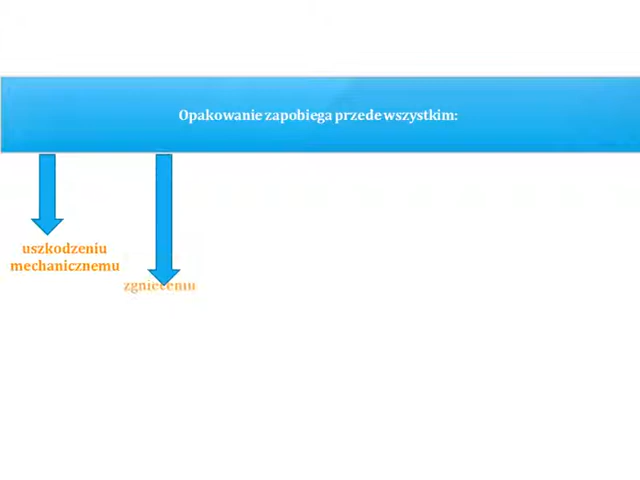 Opakowanie zapobiega przede wszystkim:
uszkodzeniu
mechanicznemu
zgnieceniu